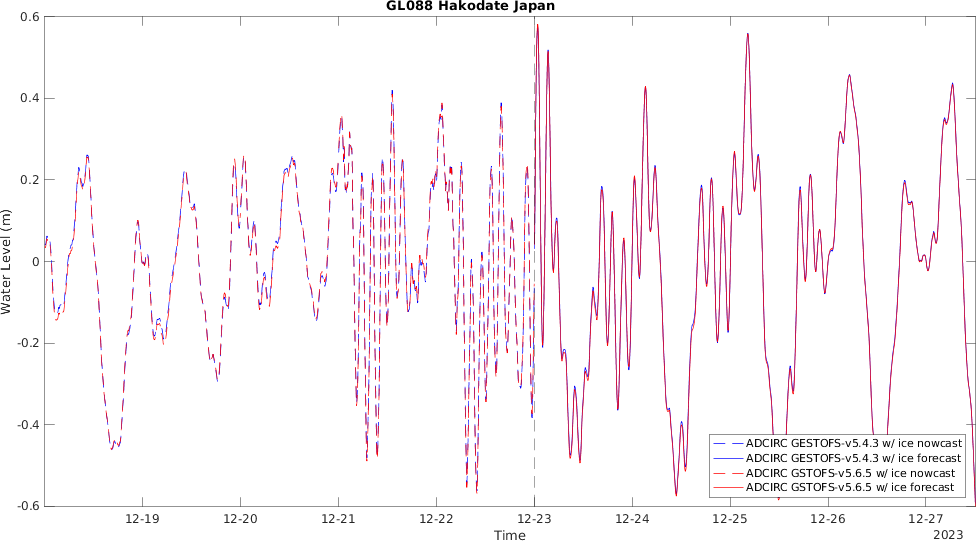 GL088 Hakodate Japan
0.6
0.4
0.2
0
-0.2
-0.4
-0.6
Water Level (m)
ADCIRC GESTOFS-v5.4.3 w/ ice nowcast
ADCIRC GESTOFS-v5.4.3 w/ ice forecast
ADCIRC GSTOFS-v5.6.5 w/ ice nowcast
ADCIRC GSTOFS-v5.6.5 w/ ice forecast
12-19 12-20 12-21 12-22 12-23 12-24 12-25 12-26 12-27
Time
2023